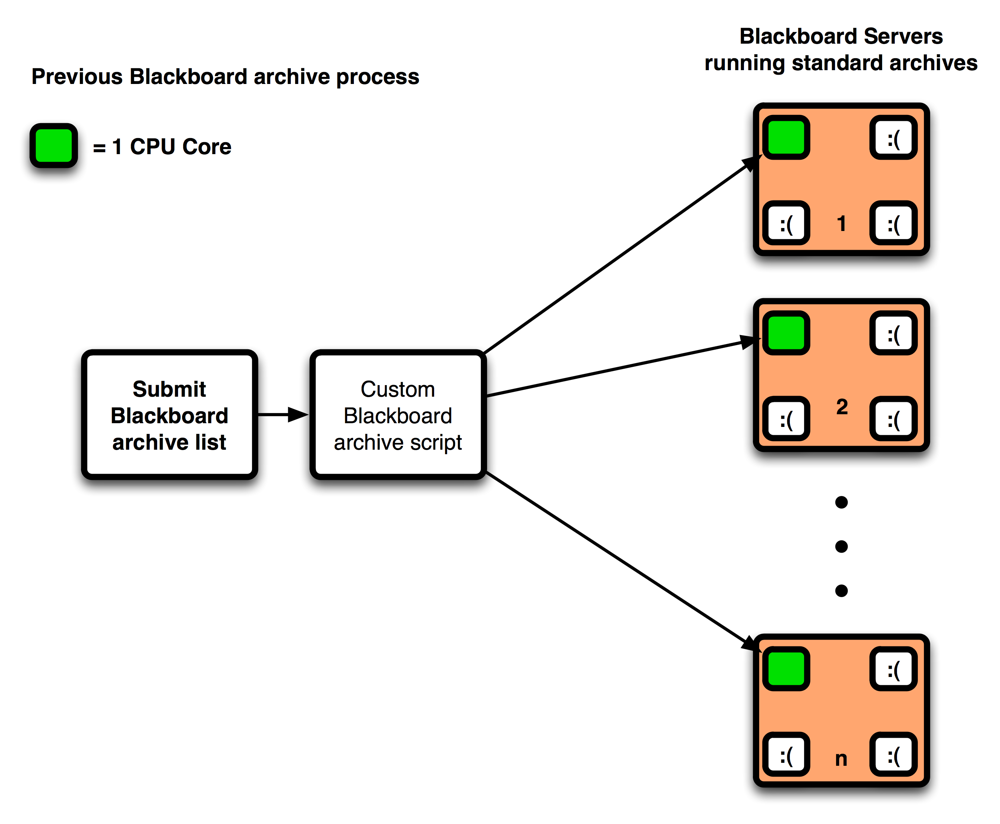 Blackboard Servers
running standard archives
Previous Blackboard archive process
= 1 CPU Core
:(
:(
1
:(
:(
:(
2
:(
Submit
Blackboard
archive list
Custom
Blackboard
archive script
:(
:(
n
:(